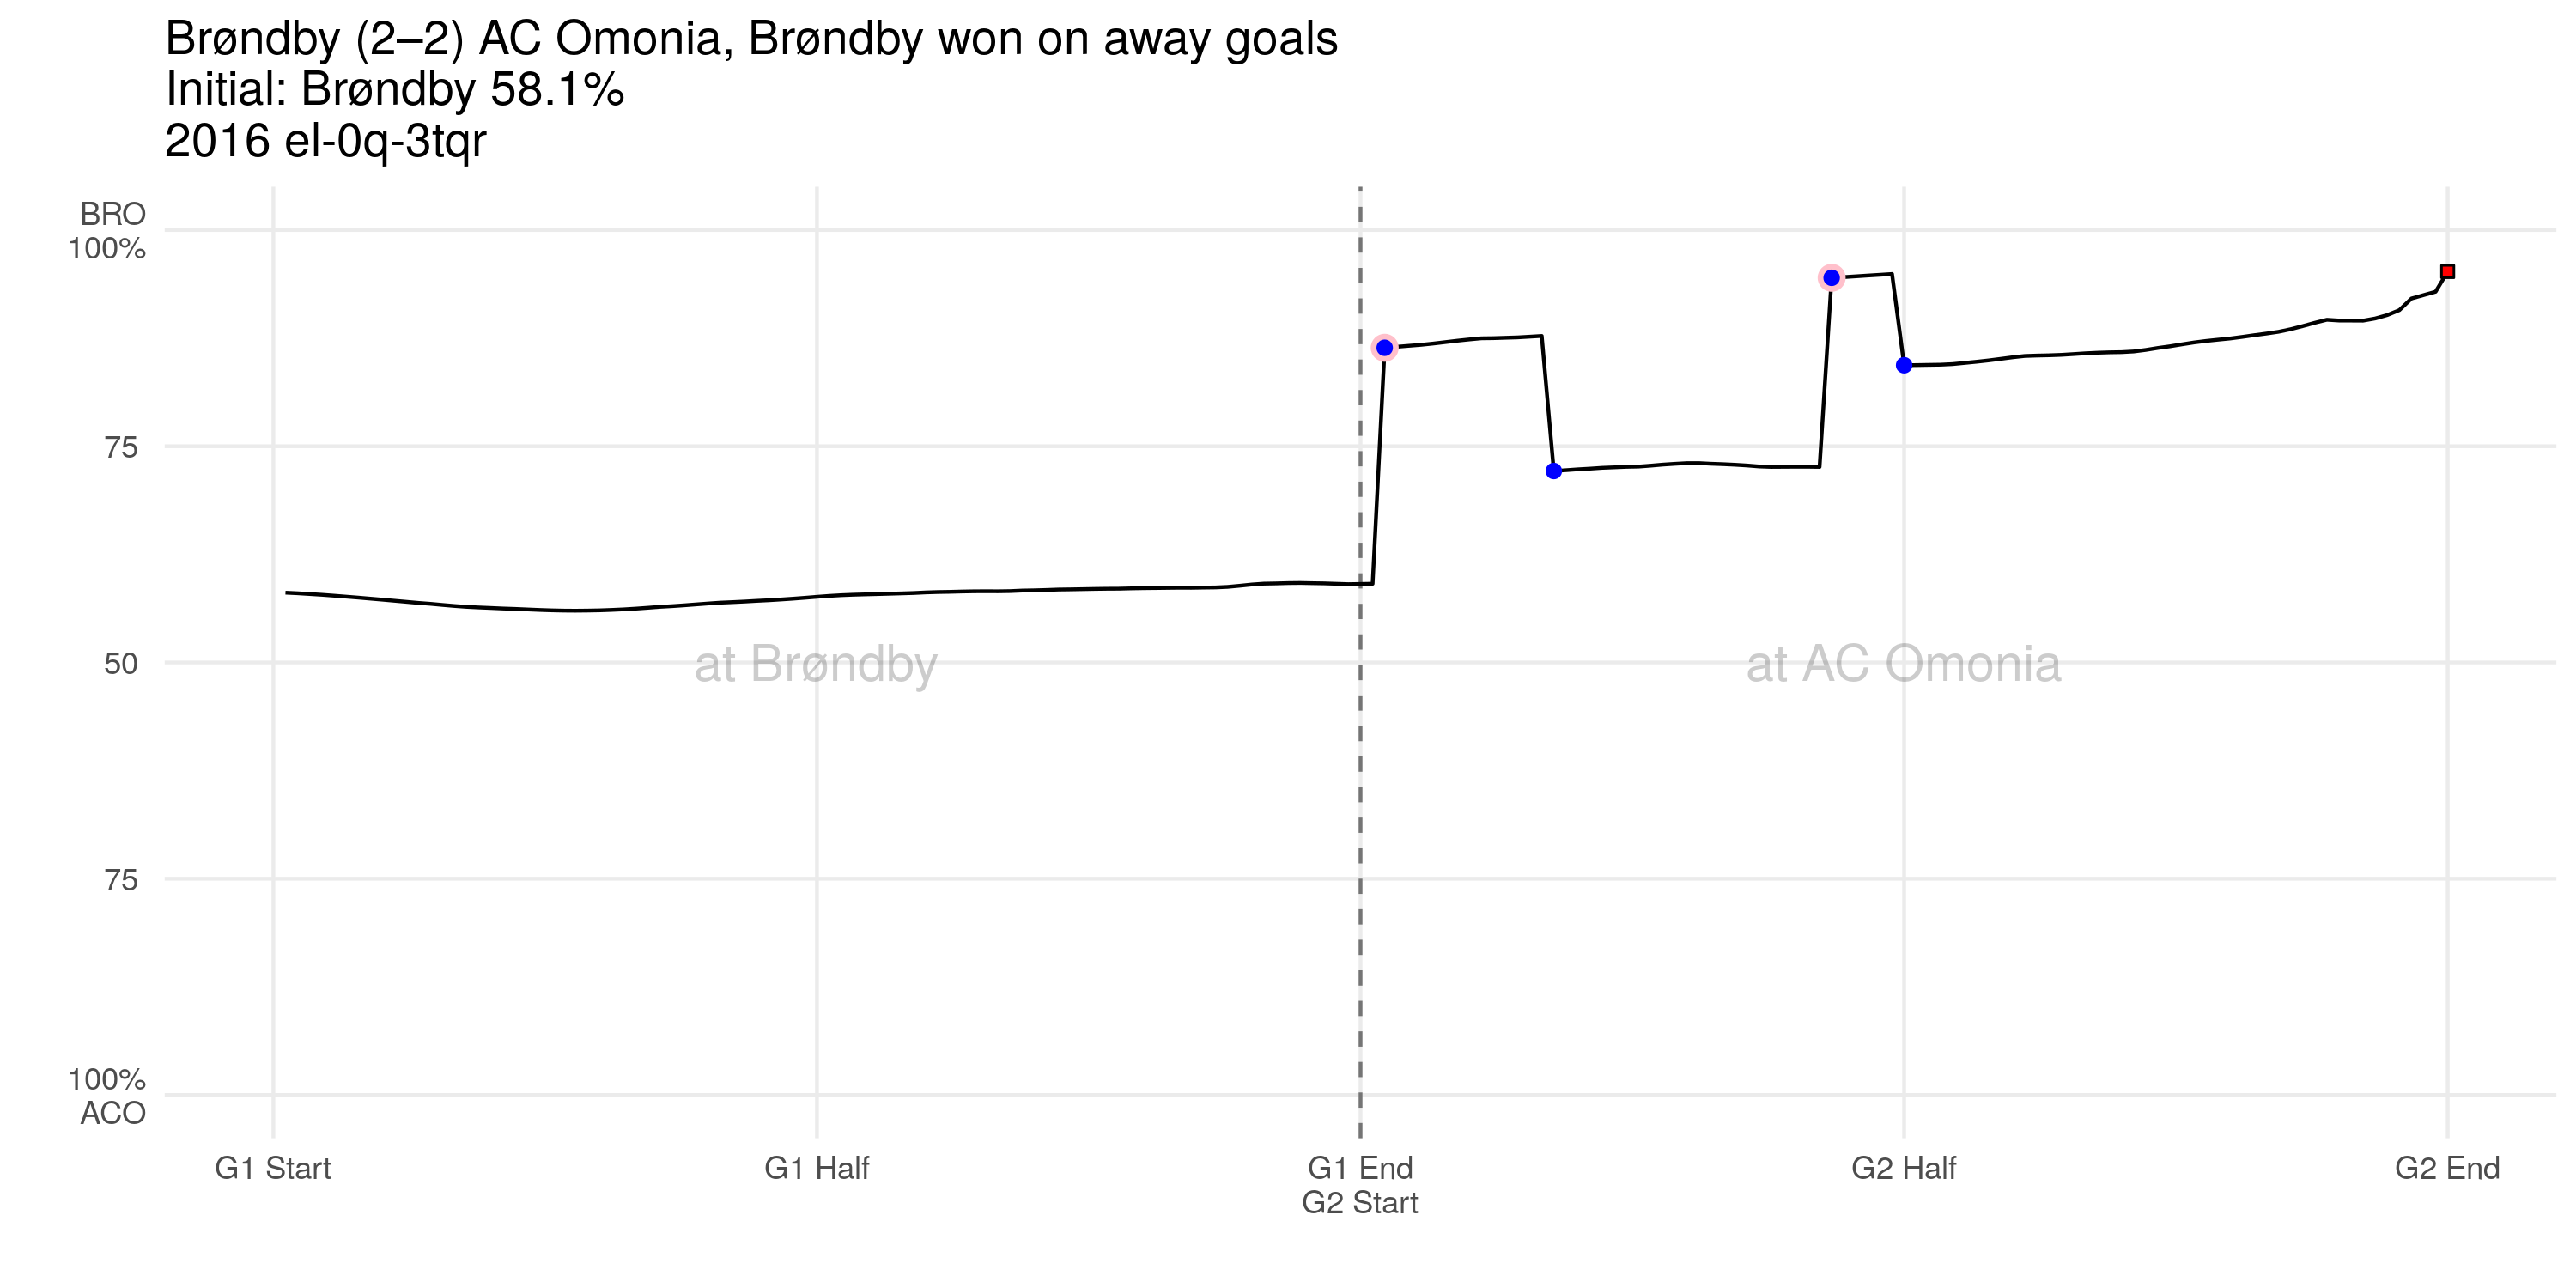 Brøndby (2–2) AC Omonia, Brøndby won on away goals
Initial: Brøndby 58.1%
2016 el-0q-3tqr
BRO
100%
75
50
75
100%
ACO
at Brøndby
at AC Omonia
G1 Start
G1 Half
G1 End
G2 Start
G2 Half
G2 End